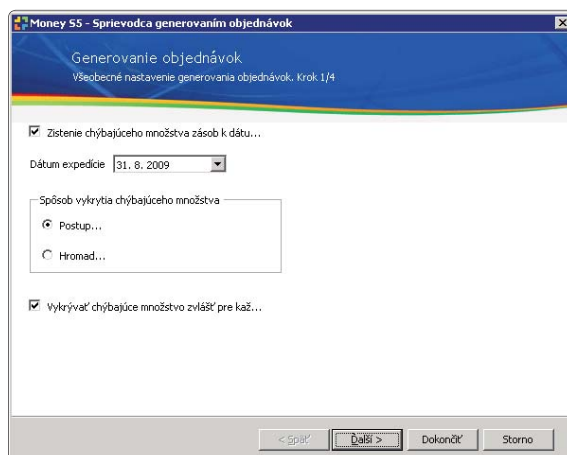 Money S5 - Sprievodca generovaním objednávok
Generovanie objednávok
Všeobecné nastavenie generovania objednávok. Krok 1/4
Zistenie chýbajúceho množstva zásob k dátu...
Dátum expedície 31. 8. 2009
Spôsob vykrytia chýbajúceho množstva
Postup...
Hromad...
Vykrývať chýbajúce množstvo zvlášť pre kaž...
< Späť Ďalší > Dokončiť Storno